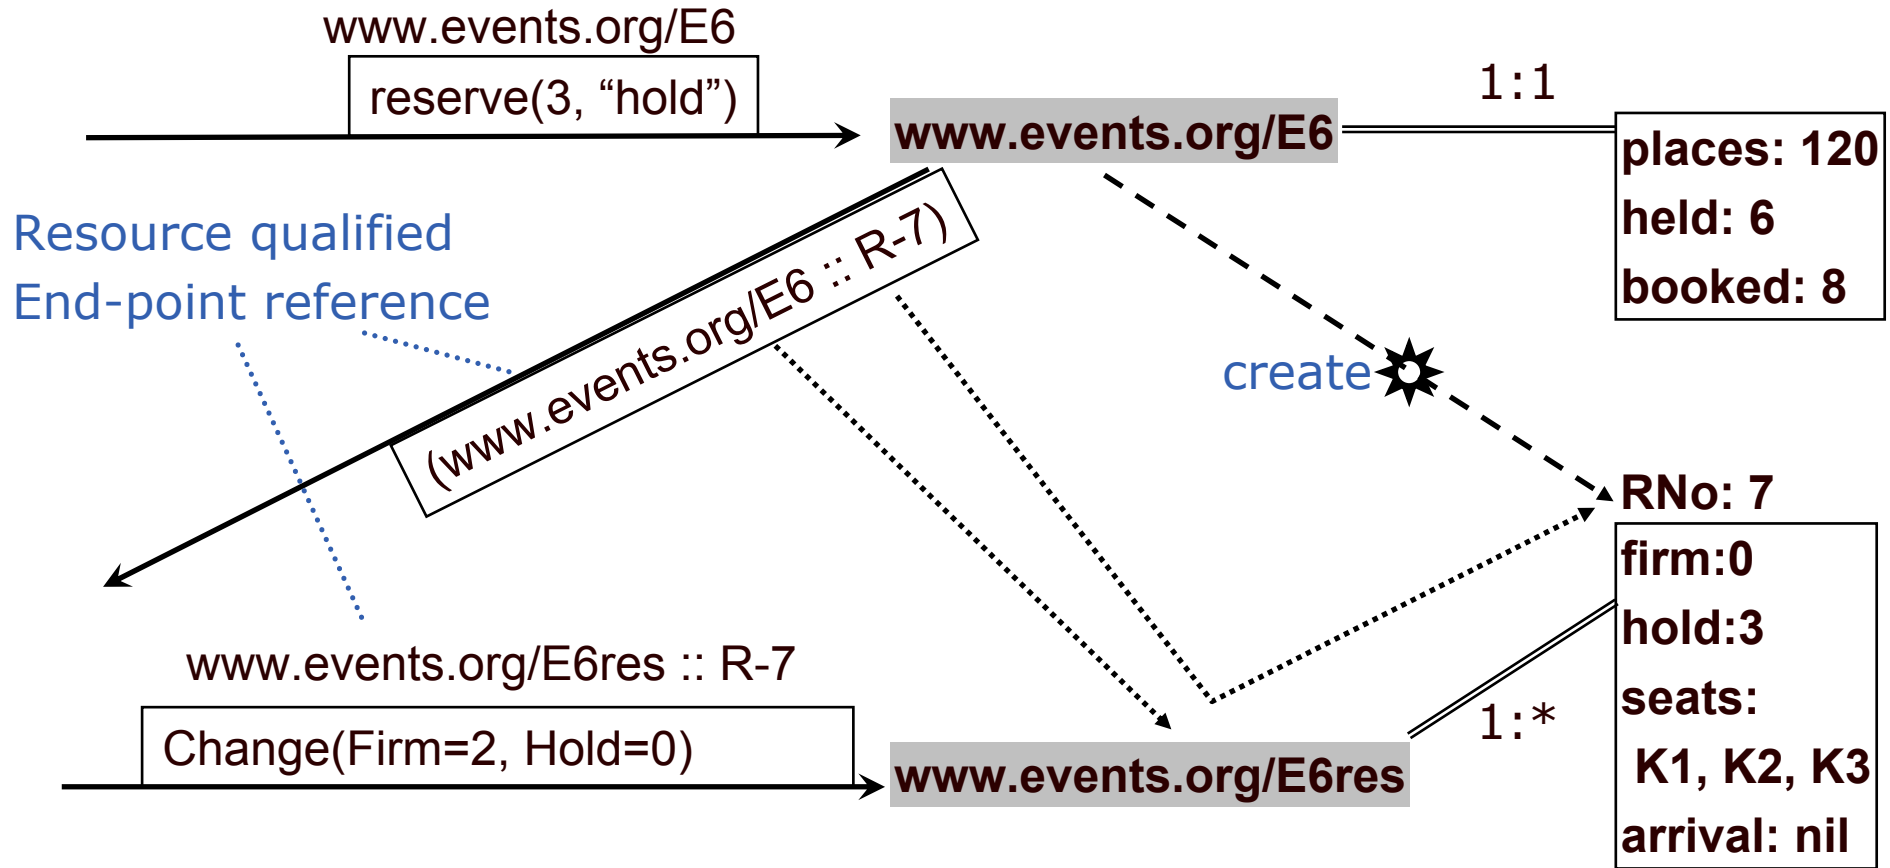 www.events.org/E6
reserve(3, “hold”)
1:1
www.events.org/E6
places: 120
held: 6
booked: 8
Resource qualified
End-point reference
(www.events.org/E6 :: R-7)
create
RNo: 7
firm:0
hold:3
seats:
K1, K2, K3
arrival: nil
www.events.org/E6res :: R-7
Change(Firm=2, Hold=0)
1:*
www.events.org/E6res